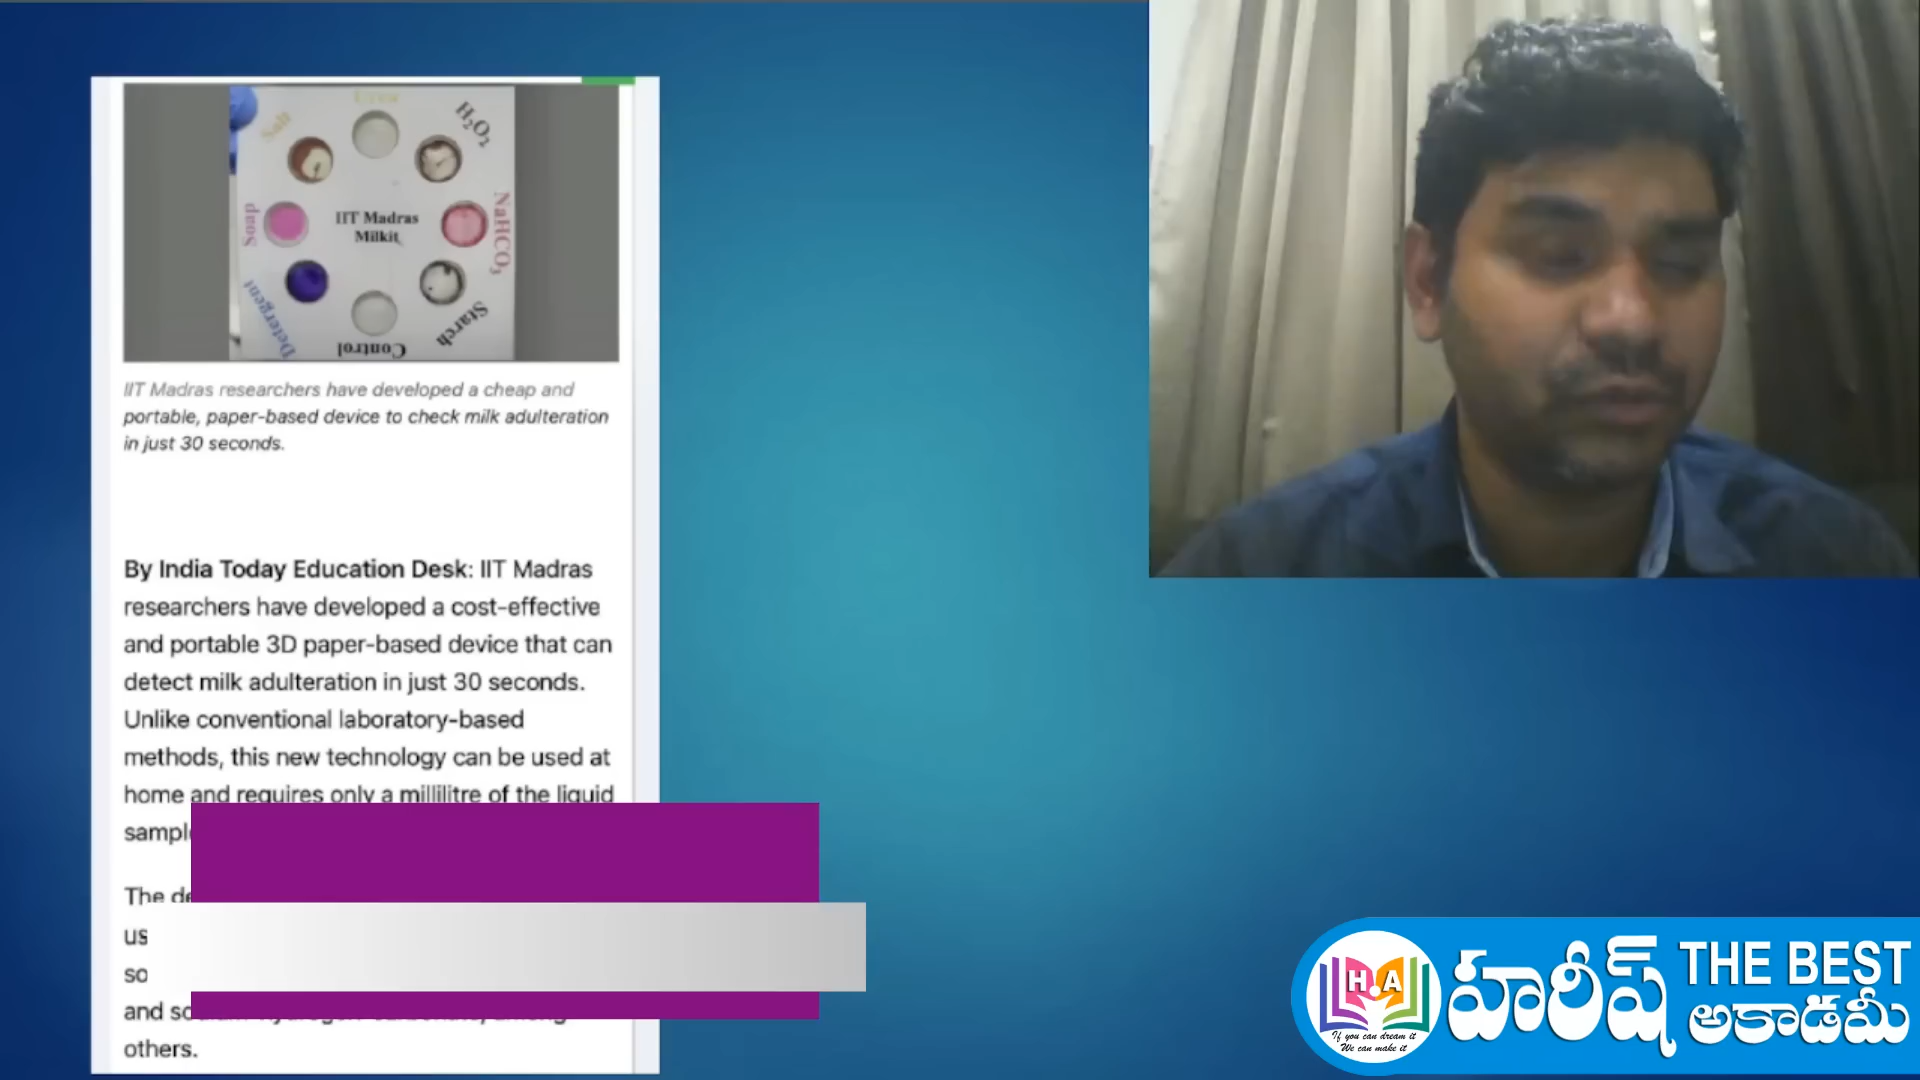 Salt
H₂O₂
Soap
IIT Madras
Milkit
NaHCO₃
Detergent
Control
Starch
IIT Madras researchers have developed a cheap and
portable, paper-based device to check milk adulteration
in just 30 seconds.
By India Today Education Desk: IIT Madras
researchers have developed a cost-effective
and portable 3D paper-based device that can
detect milk adulteration in just 30 seconds.
Unlike conventional laboratory-based
methods, this new technology can be used at
home and requires only a millilitre of the liquid
The
and
others.
H.A
If you can dream it
We can make it
హరీష్
THE BEST
అకాడమీ